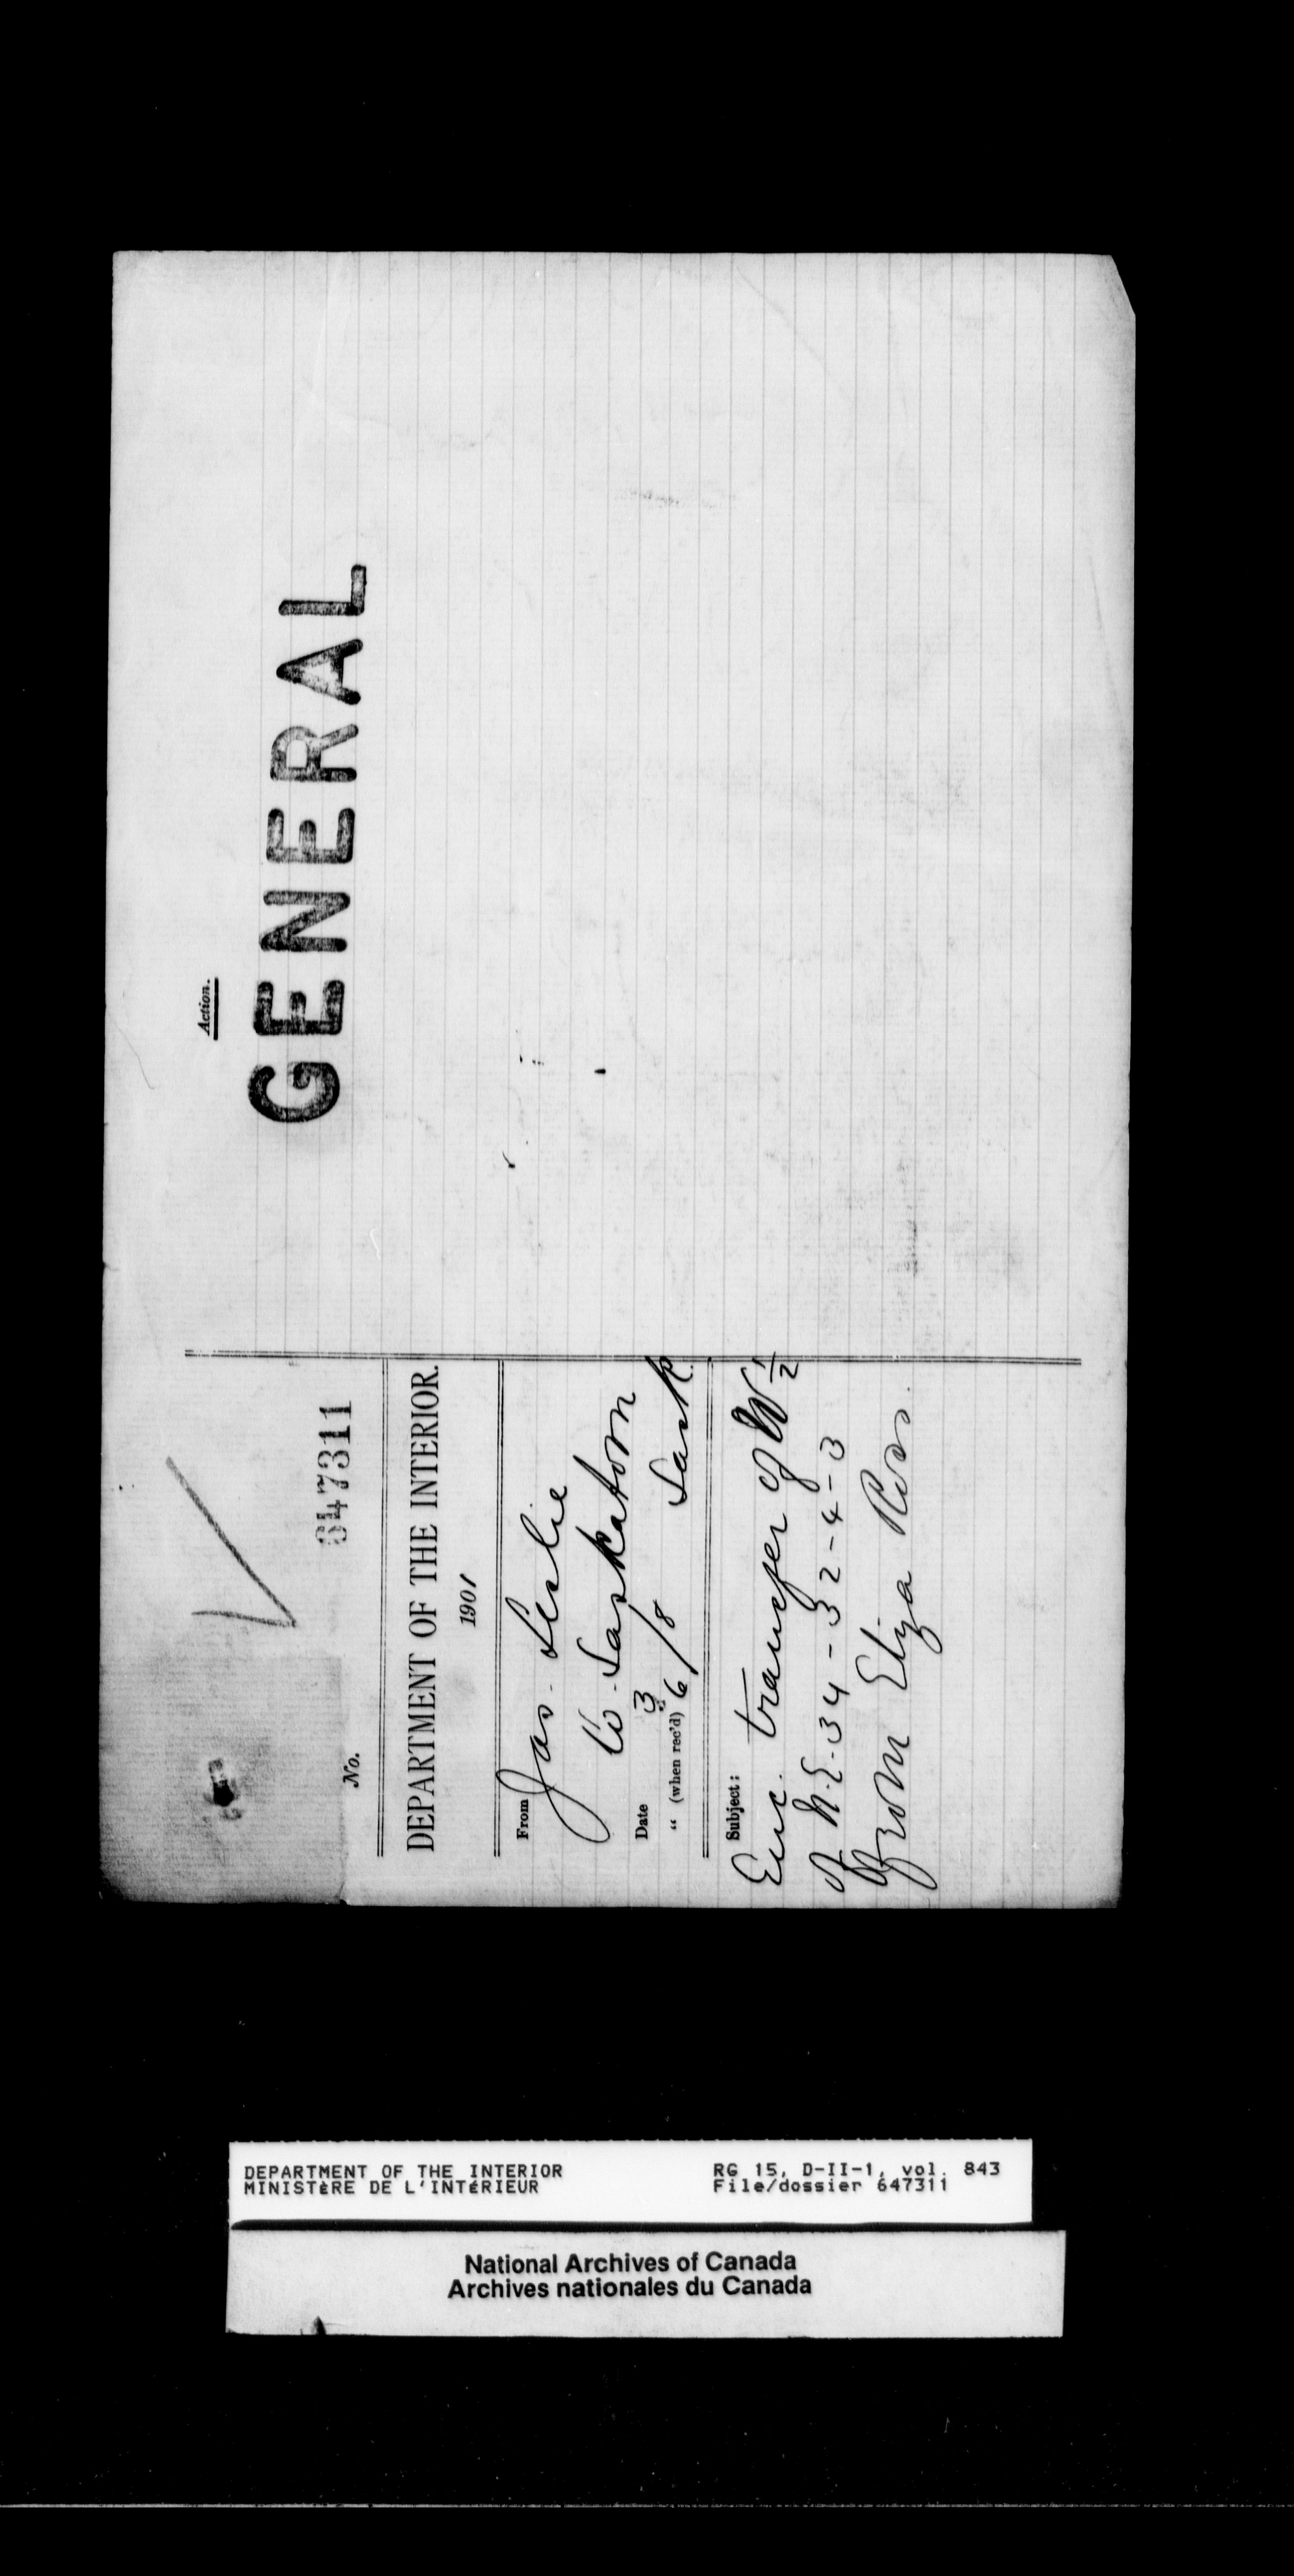 No. 647311
DEPARTMENT OF THE INTERIOR.
1901
From Jas. Leslie
W. Saskatoon
Date 3
" (when rec'd) 6/8 Sask
Subject:
Enc. transfer of W 1/2
of N.E. 34-32-4-3
from Eliza Ross.
Action.
GENERAL
DEPARTMENT OF THE INTERIOR RG 15, D-II-1, vol. 843
MINISTÈRE DE L'INTÉRIEUR File/dossier 647311
National Archives of Canada
Archives nationales du Canada